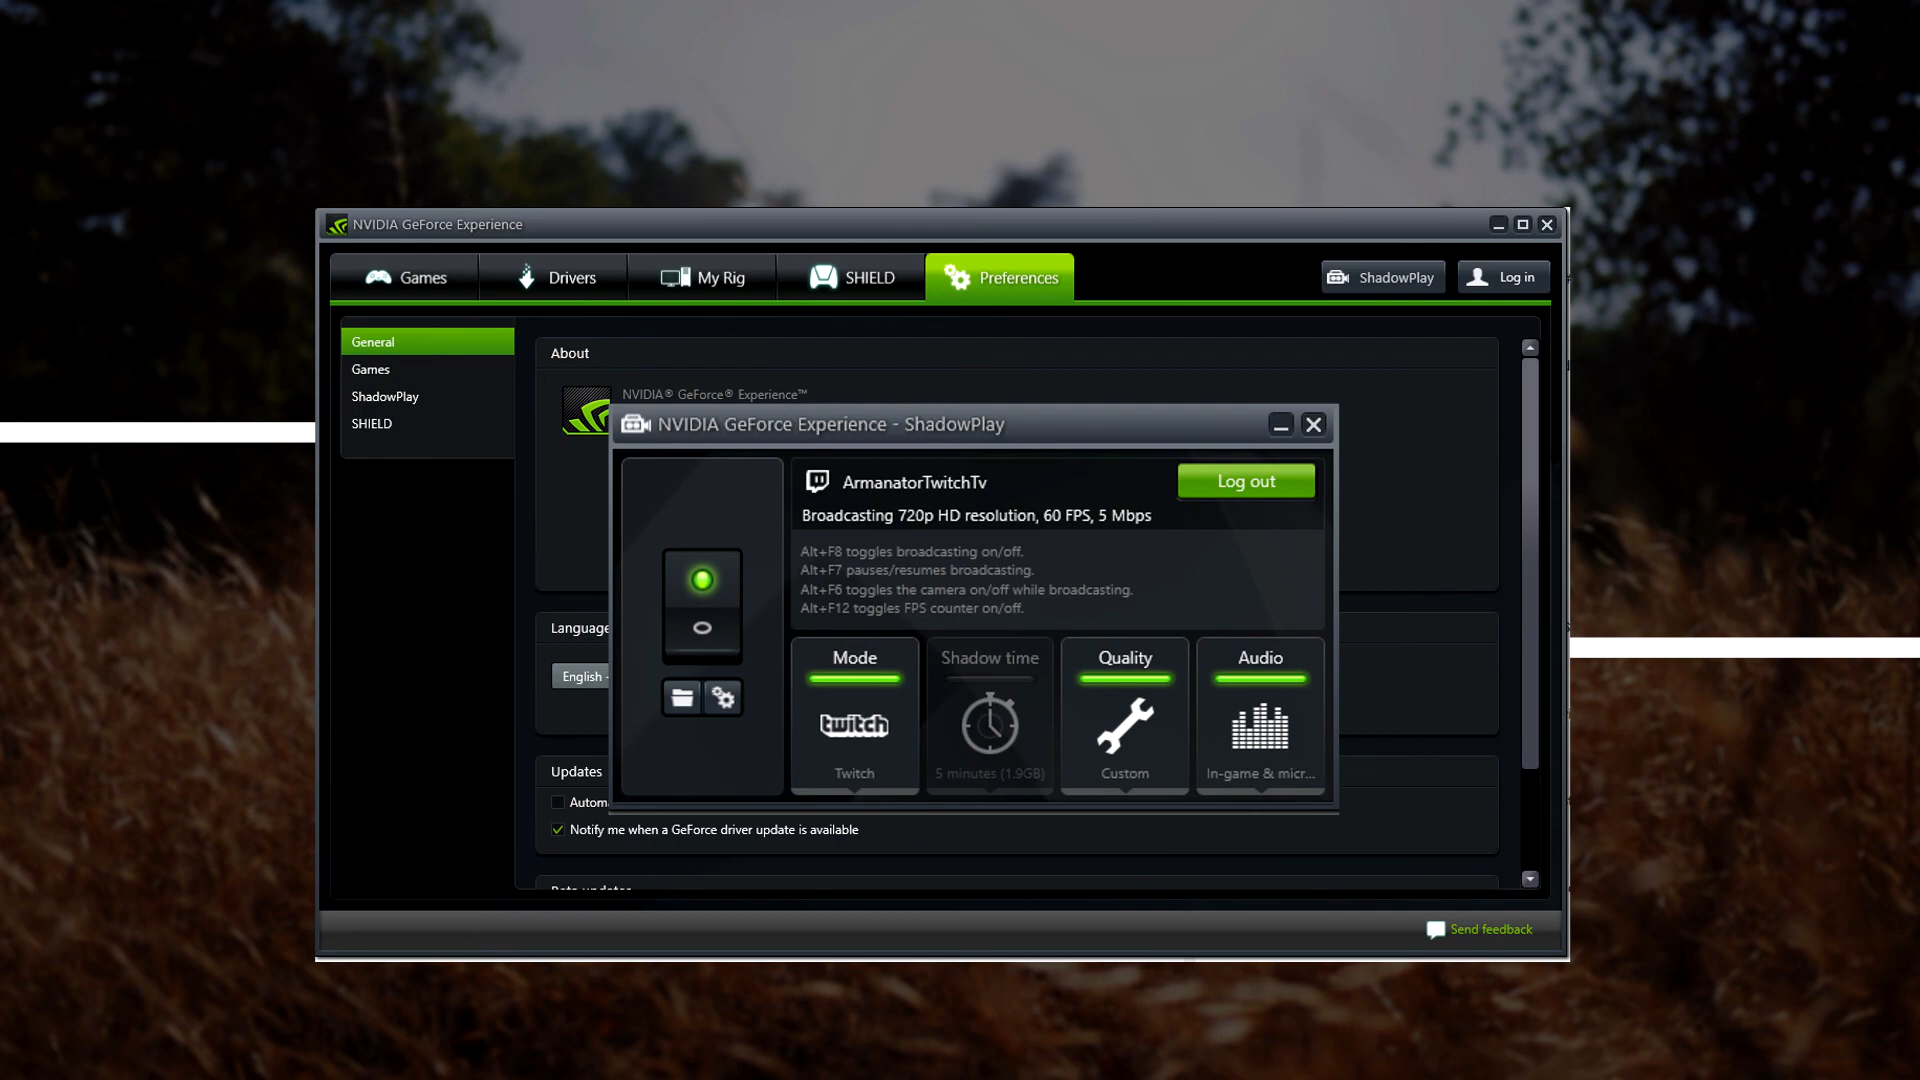 NVIDIA GeForce Experience
Games
Drivers
My Rig
SHIELD
Preferences
ShadowPlay
Log in
General
Games
ShadowPlay
SHIELD
About
NVIDIA® GeForce® Experience™
NVIDIA GeForce Experience - ShadowPlay
ArmanatorTwitchTv
Log out
Broadcasting 720p HD resolution, 60 FPS, 5 Mbps
Alt+F8 toggles broadcasting on/off.
Alt+F7 pauses/resumes broadcasting.
Alt+F6 toggles the camera on/off while broadcasting.
Alt+F12 toggles FPS counter on/off.
Language
English -
Mode
Shadow time
Quality
Audio
twitch
Twitch
5 minutes (1.9GB)
Custom
In-game & micr...
Updates
Automa
Notify me when a GeForce driver update is available
Beta updates
Send feedback